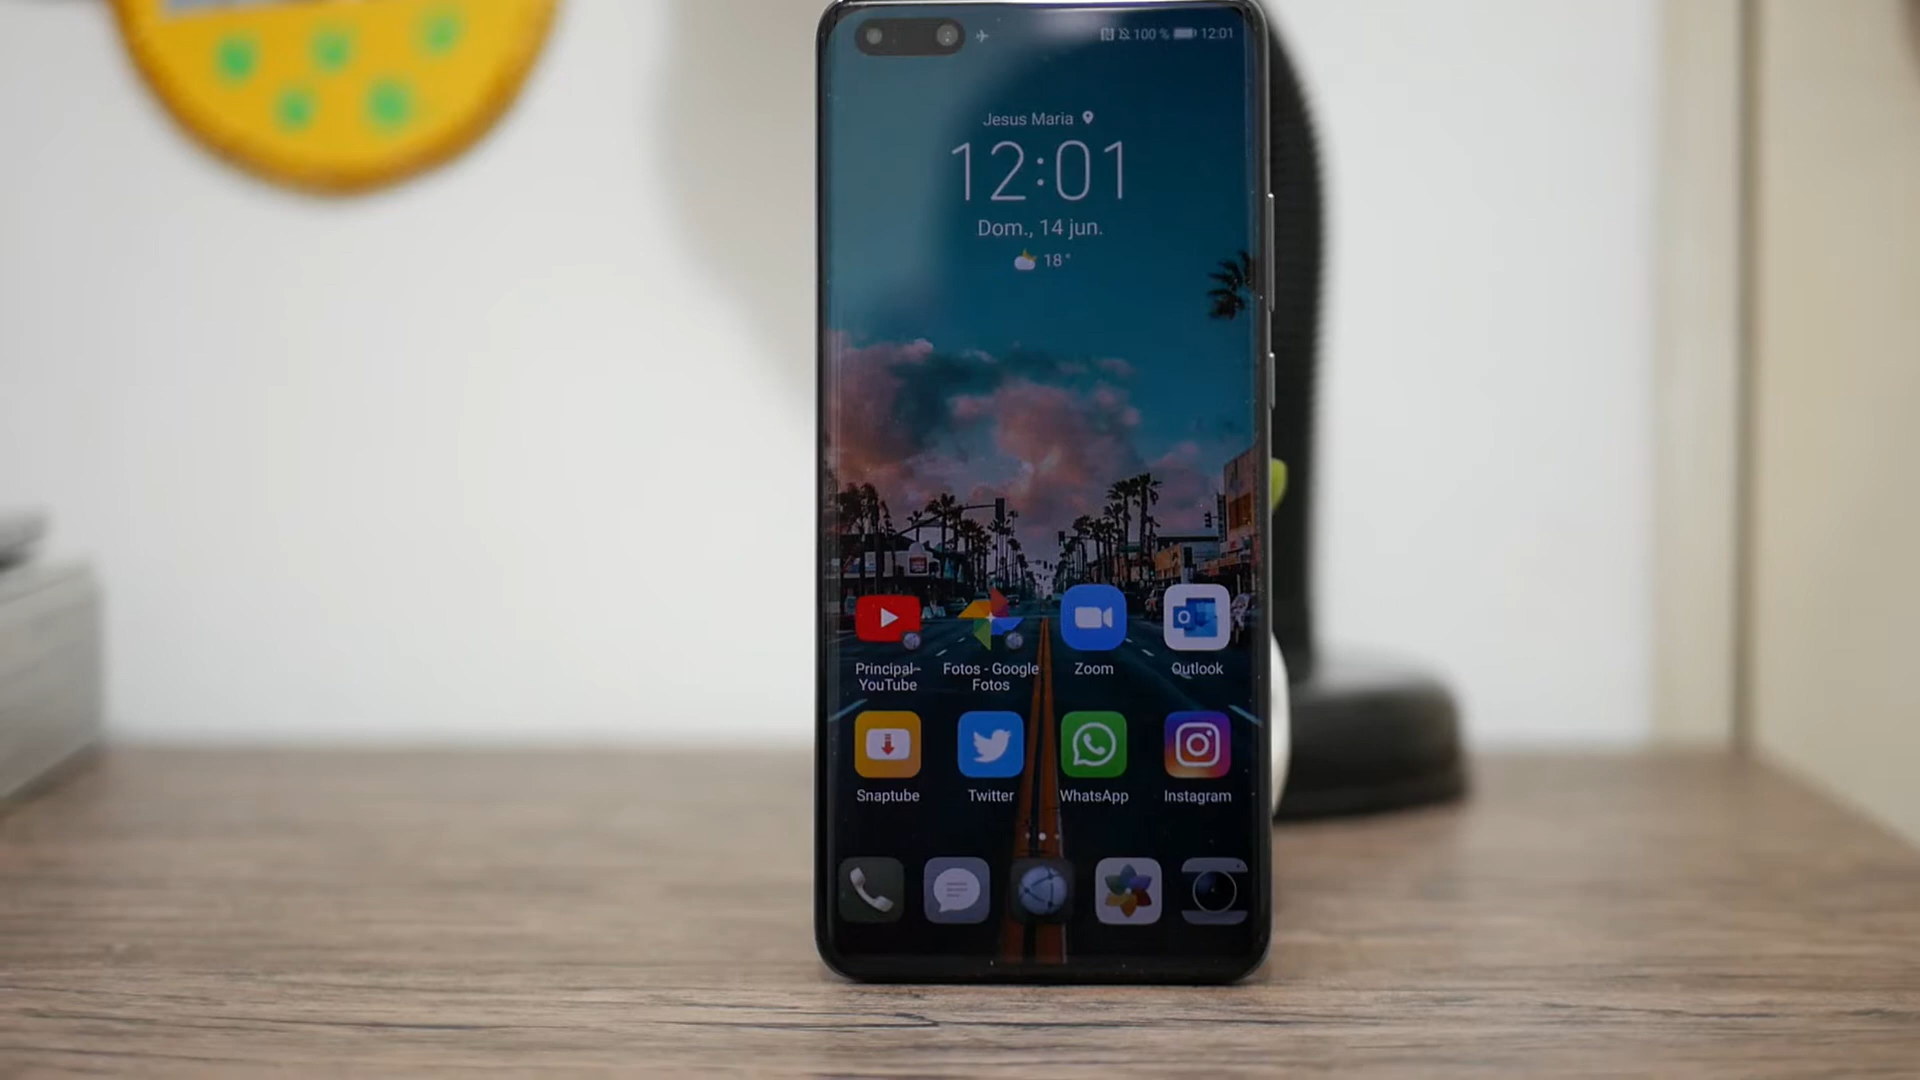 100 % 12:01
Jesus Maria
12:01
Dom., 14 jun.
18°
Principal-
YouTube
Fotos - Google
Fotos
Zoom
Outlook
Snaptube
Twitter
WhatsApp
Instagram